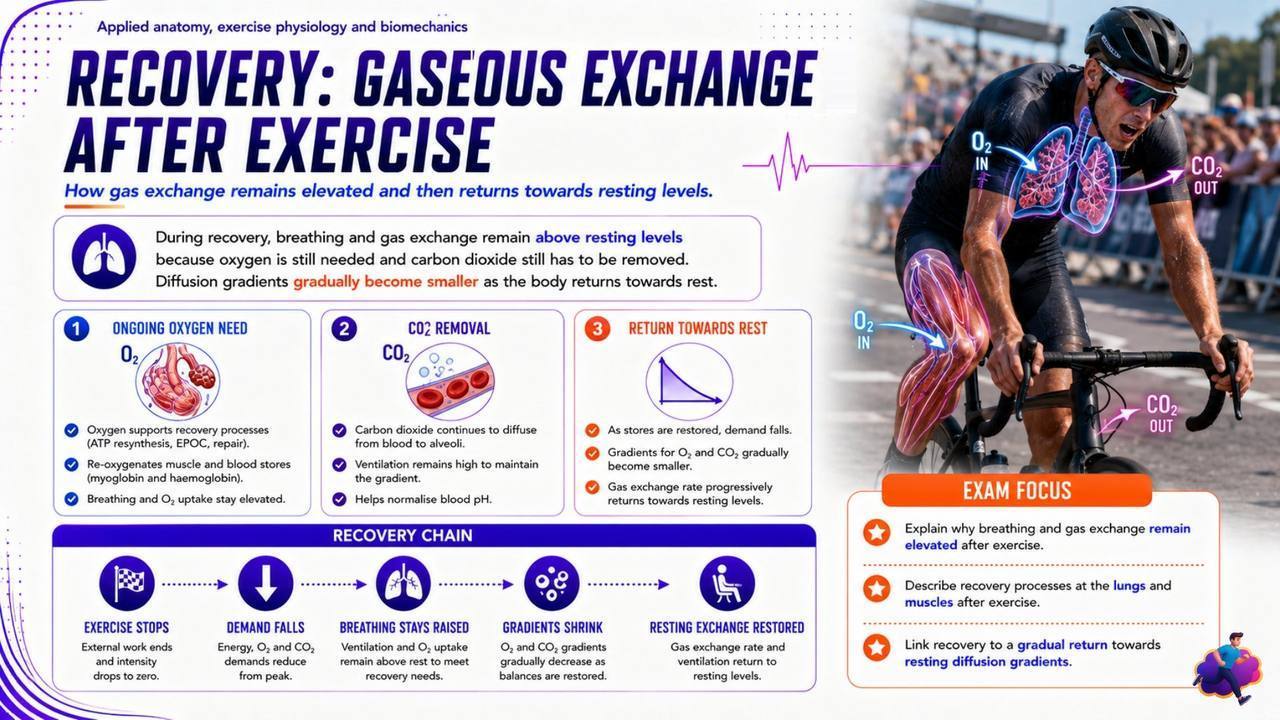 Applied anatomy, exercise physiology and biomechanics
RECOVERY: GASEOUS EXCHANGE
AFTER EXERCISE
How gas exchange remains elevated and then returns towards resting levels.
During recovery, breathing and gas exchange remain above resting levels
because oxygen is still needed and carbon dioxide still has to be removed.
Diffusion gradients gradually become smaller as the body returns towards rest.
1 ONGOING OXYGEN NEED
O₂
Oxygen supports recovery processes
(ATP resynthesis, EPOC, repair).
Re-oxygenates muscle and blood stores
(myoglobin and haemoglobin).
Breathing and O₂ uptake stay elevated.
2 CO2 REMOVAL
CO₂
Carbon dioxide continues to diffuse
from blood to alveoli.
Ventilation remains high to maintain
the gradient.
Helps normalise blood pH.
3 RETURN TOWARDS REST
As stores are restored, demand falls.
Gradients for O₂ and CO₂ gradually
become smaller.
Gas exchange rate progressively
returns towards resting levels.
RECOVERY CHAIN
EXERCISE STOPS
External work ends
and intensity
drops to zero.
DEMAND FALLS
Energy, O₂ and CO₂
demands reduce
from peak.
BREATHING STAYS RAISED
Ventilation and O₂ uptake
remain above rest to meet
recovery needs.
GRADIENTS SHRINK
O₂ and CO₂ gradients
gradually decrease as
balances are restored.
RESTING EXCHANGE RESTORED
Gas exchange rate and
ventilation return to
resting levels.
O₂
IN
CO₂
OUT
O₂
IN
CO₂
OUT
EXAM FOCUS
Explain why breathing and gas exchange remain
elevated after exercise.
Describe recovery processes at the lungs and
muscles after exercise.
Link recovery to a gradual return towards
resting diffusion gradients.